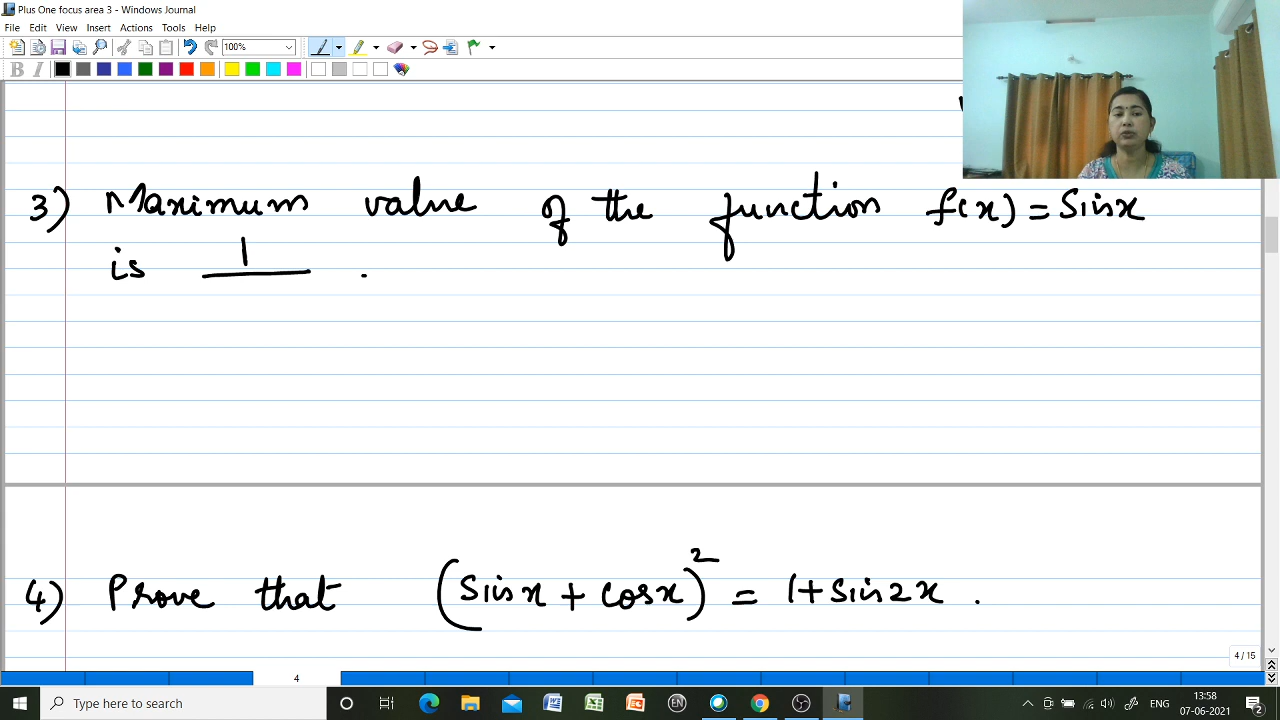 Plus One focus area 3 - Windows Journal
File Edit View Insert Actions Tools Help
100%
B I
3) Maximum value of the function f(x) = Sinx
is 1 .
4) Prove that (Sinx + cosx)² = 1 + Sin2x .
4 / 15
4
Type here to search
EN
ENG
13:58
07-06-2021
2